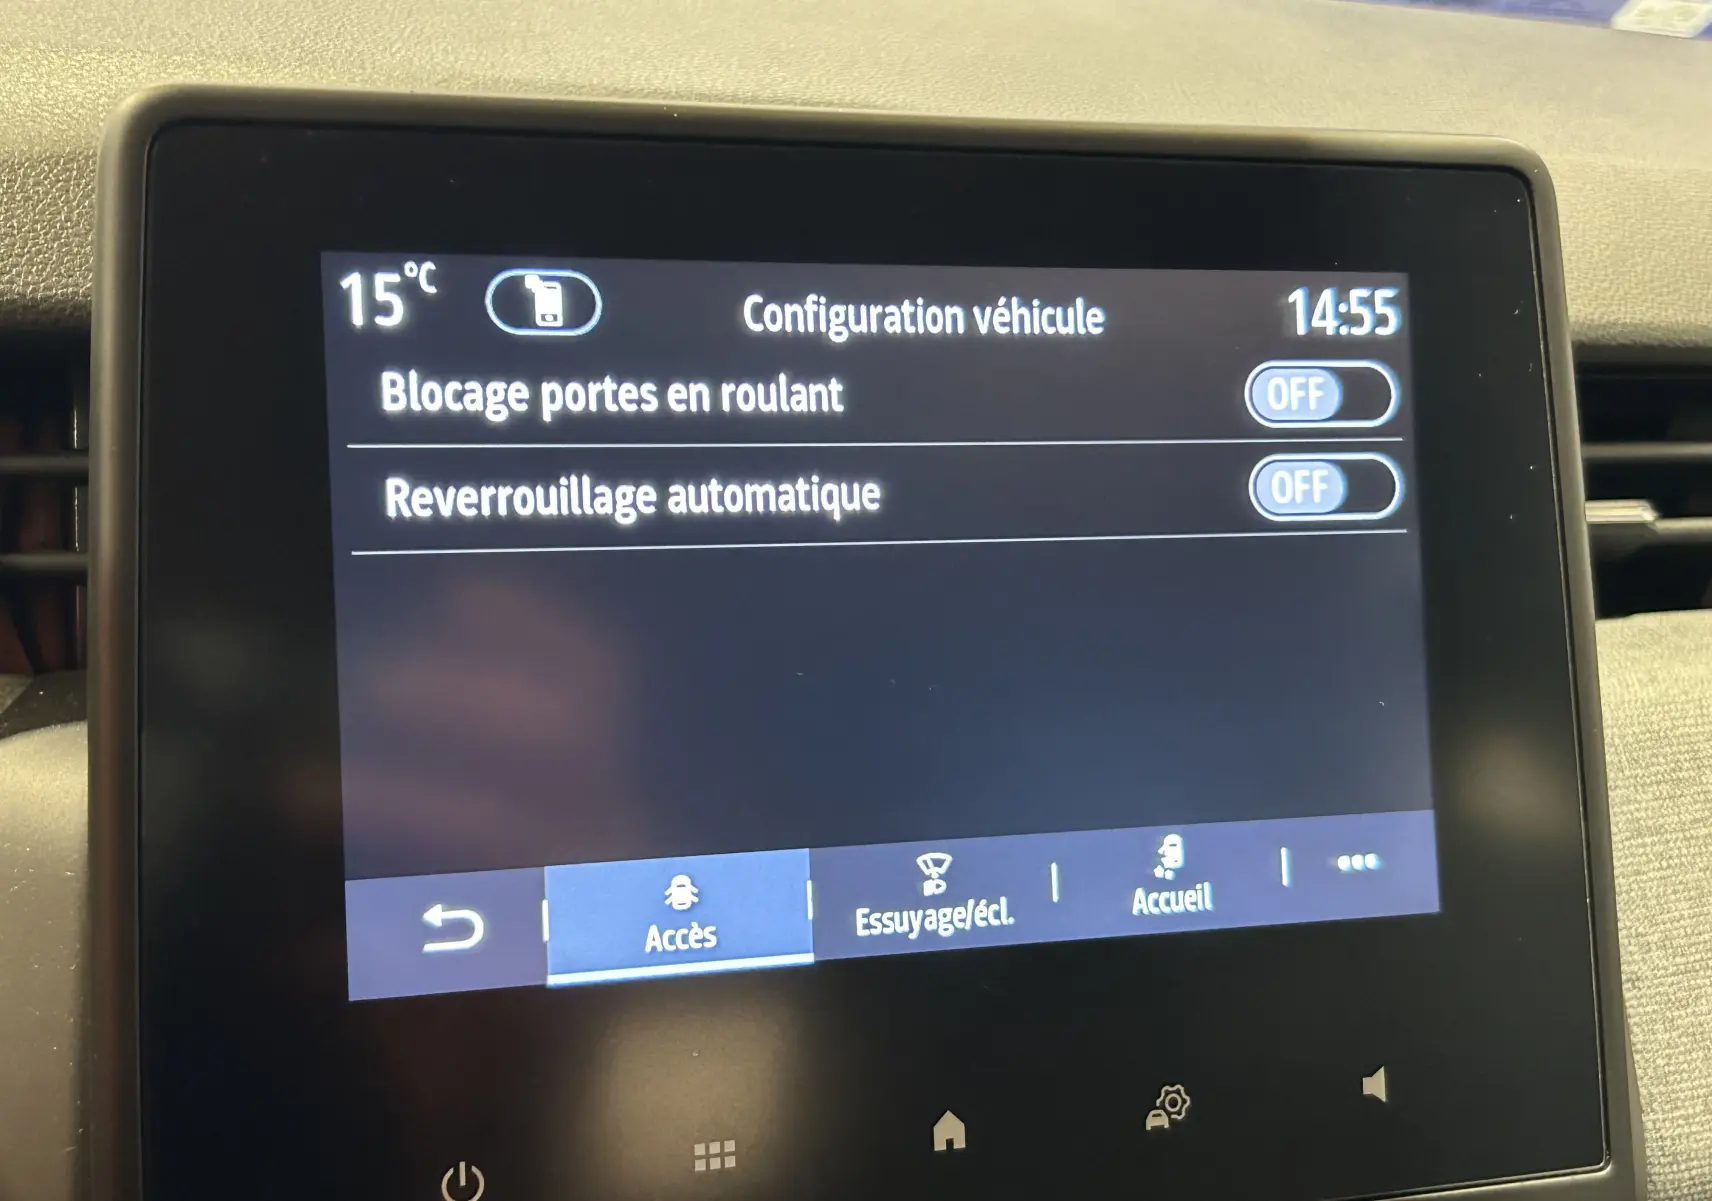 15°C Configuration véhicule 14:55
Blocage portes en roulant OFF
Reverrouillage automatique OFF
Accès Essuyage/écl. Accueil